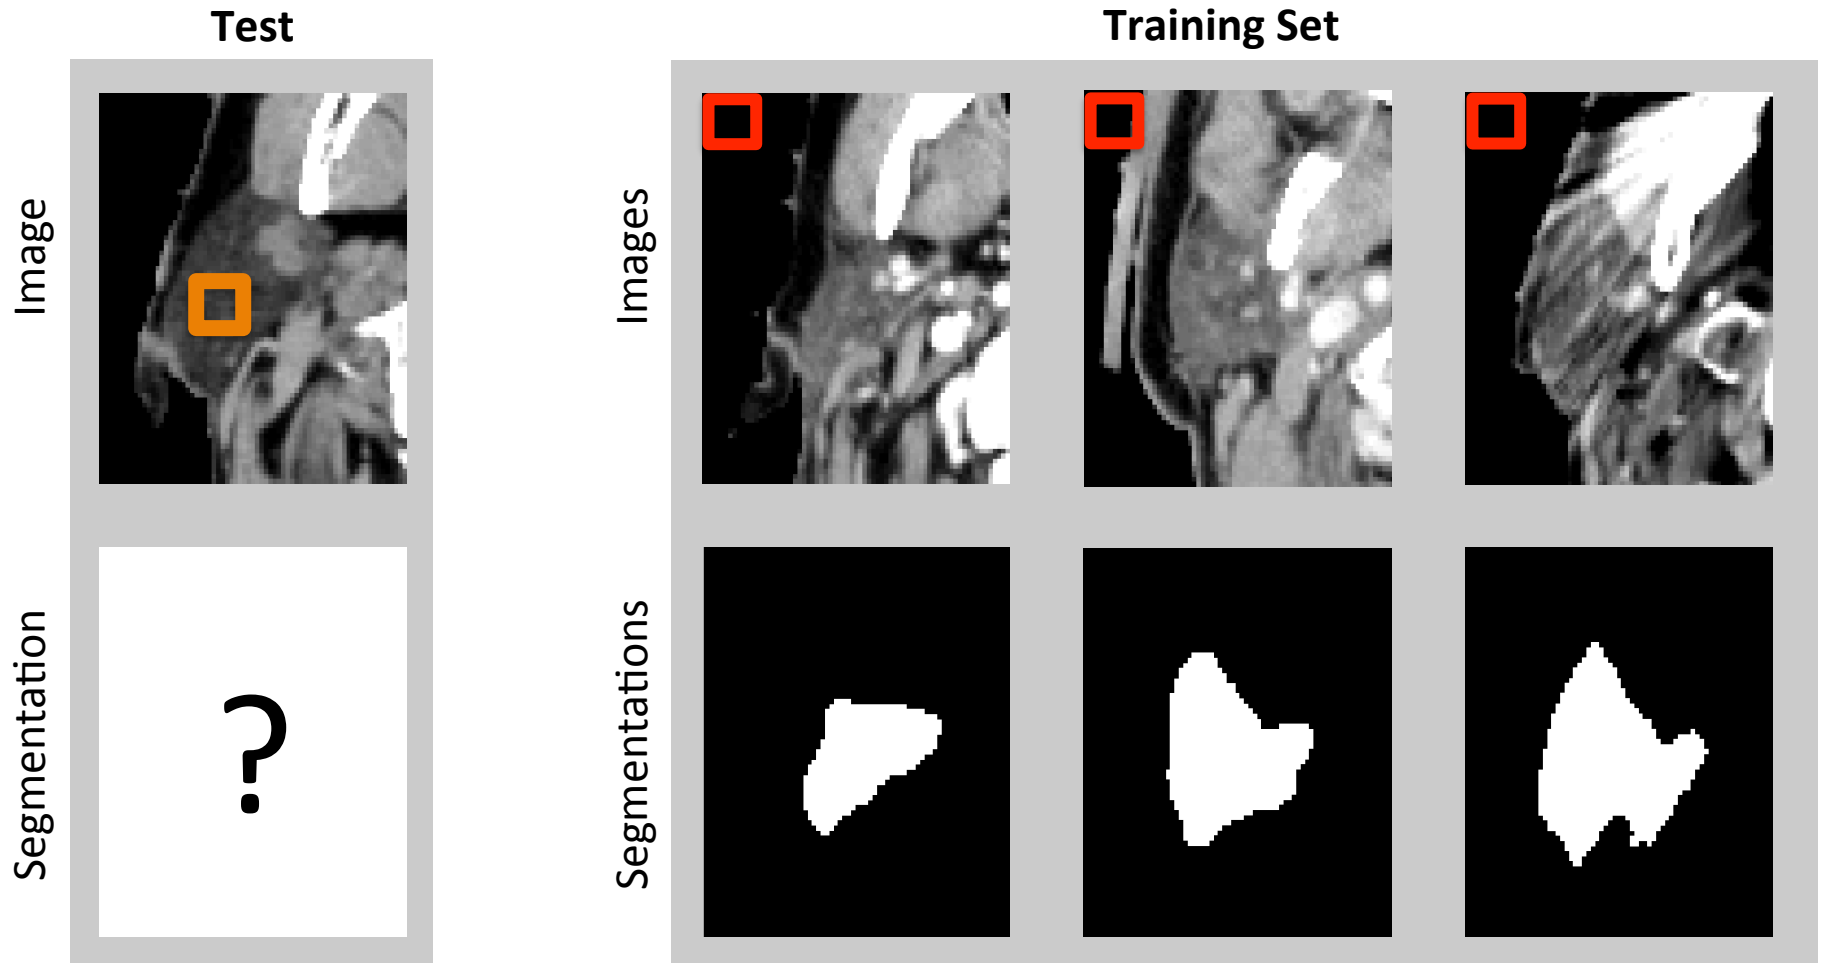 Test
Training Set
Image
Images
Segmentation
?
Segmentations